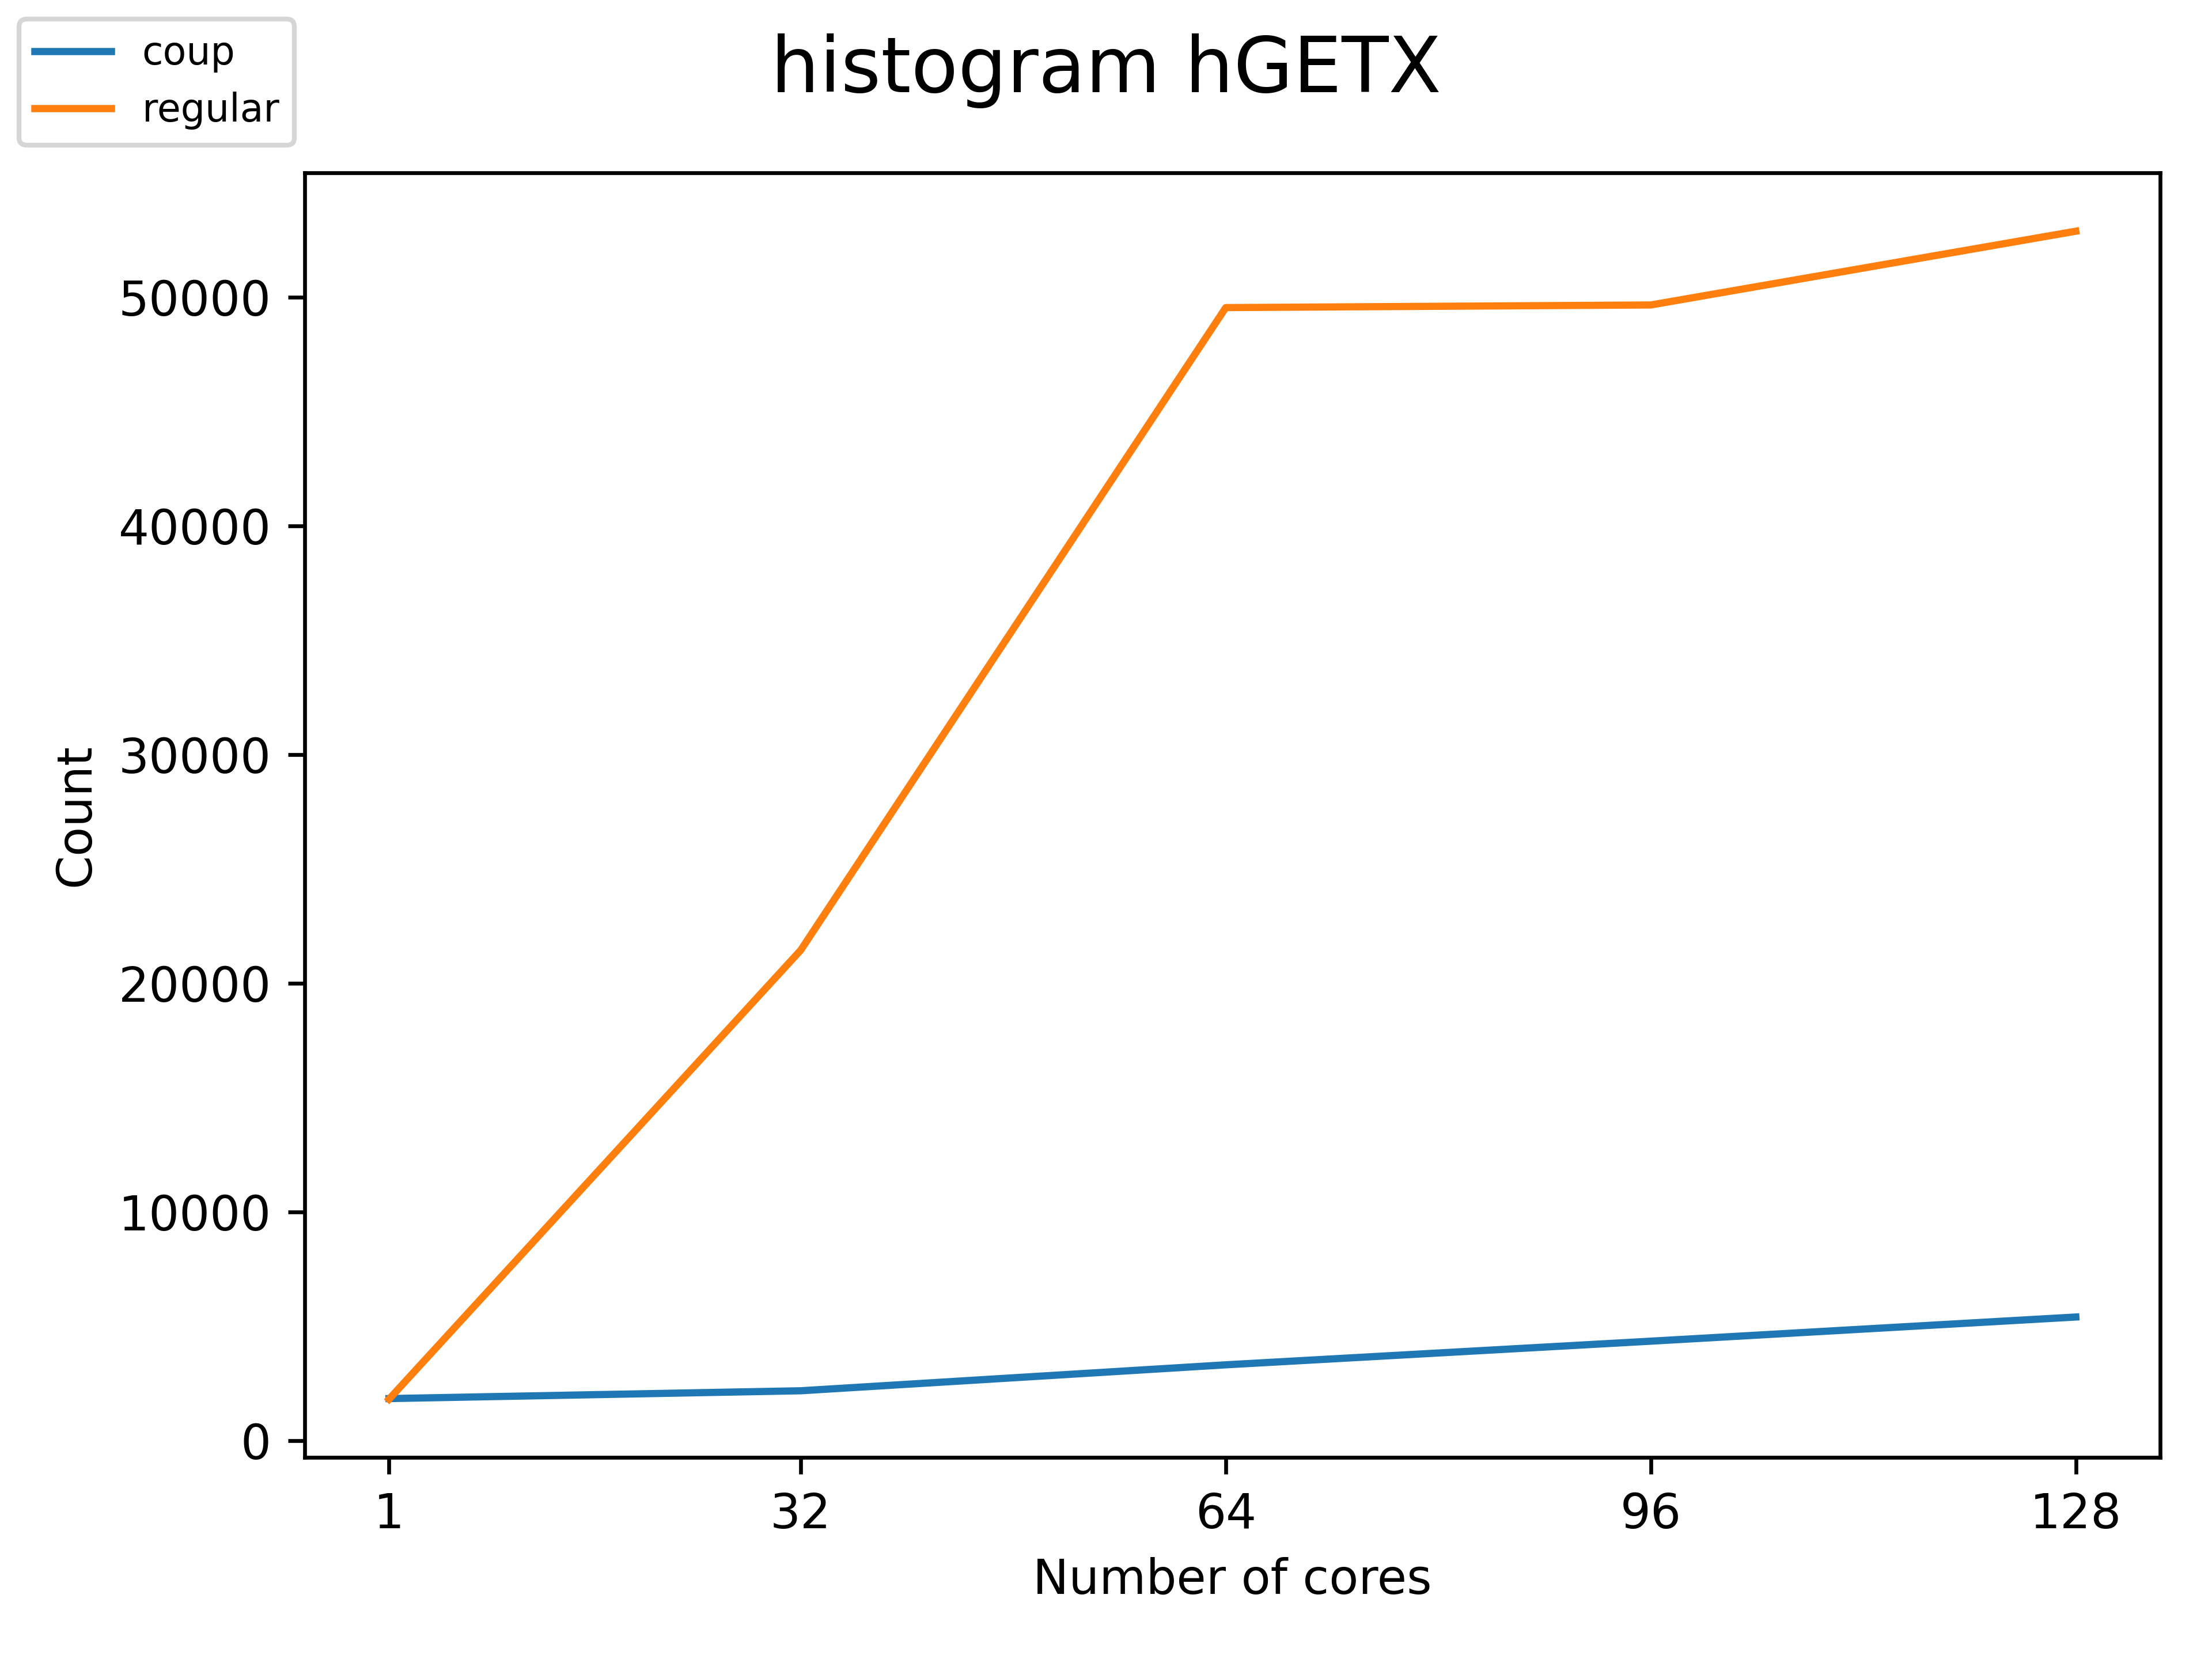 coup
regular
histogram hGETX
Count
50000
40000
30000
20000
10000
0
1 32 64 96 128
Number of cores